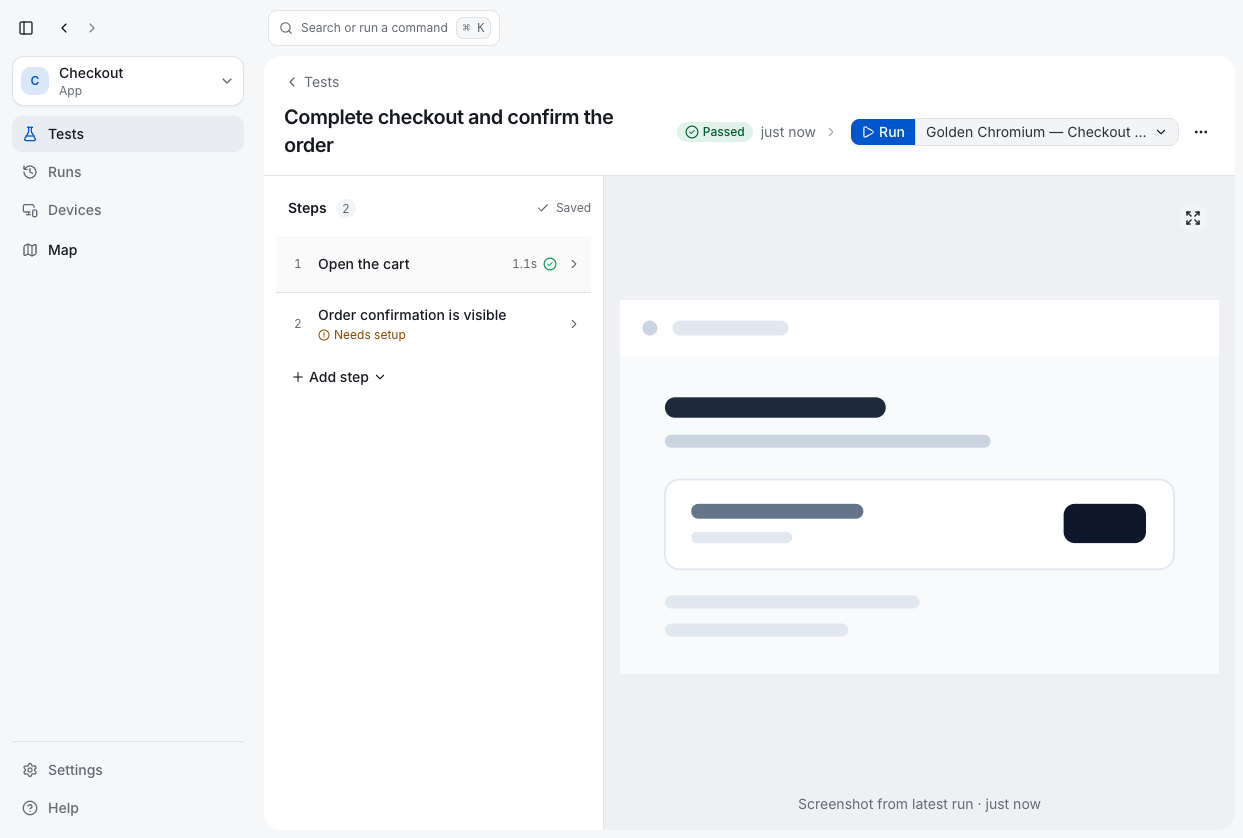 Search or run a command ⌘ K
C
Checkout
App
Tests
Runs
Devices
Map
Settings
Help
Tests
Complete checkout and confirm the
order
Passed just now
Run Golden Chromium — Checkout ...
Steps 2
Saved
1 Open the cart 1.1s
2 Order confirmation is visible
Needs setup
Add step
Screenshot from latest run · just now